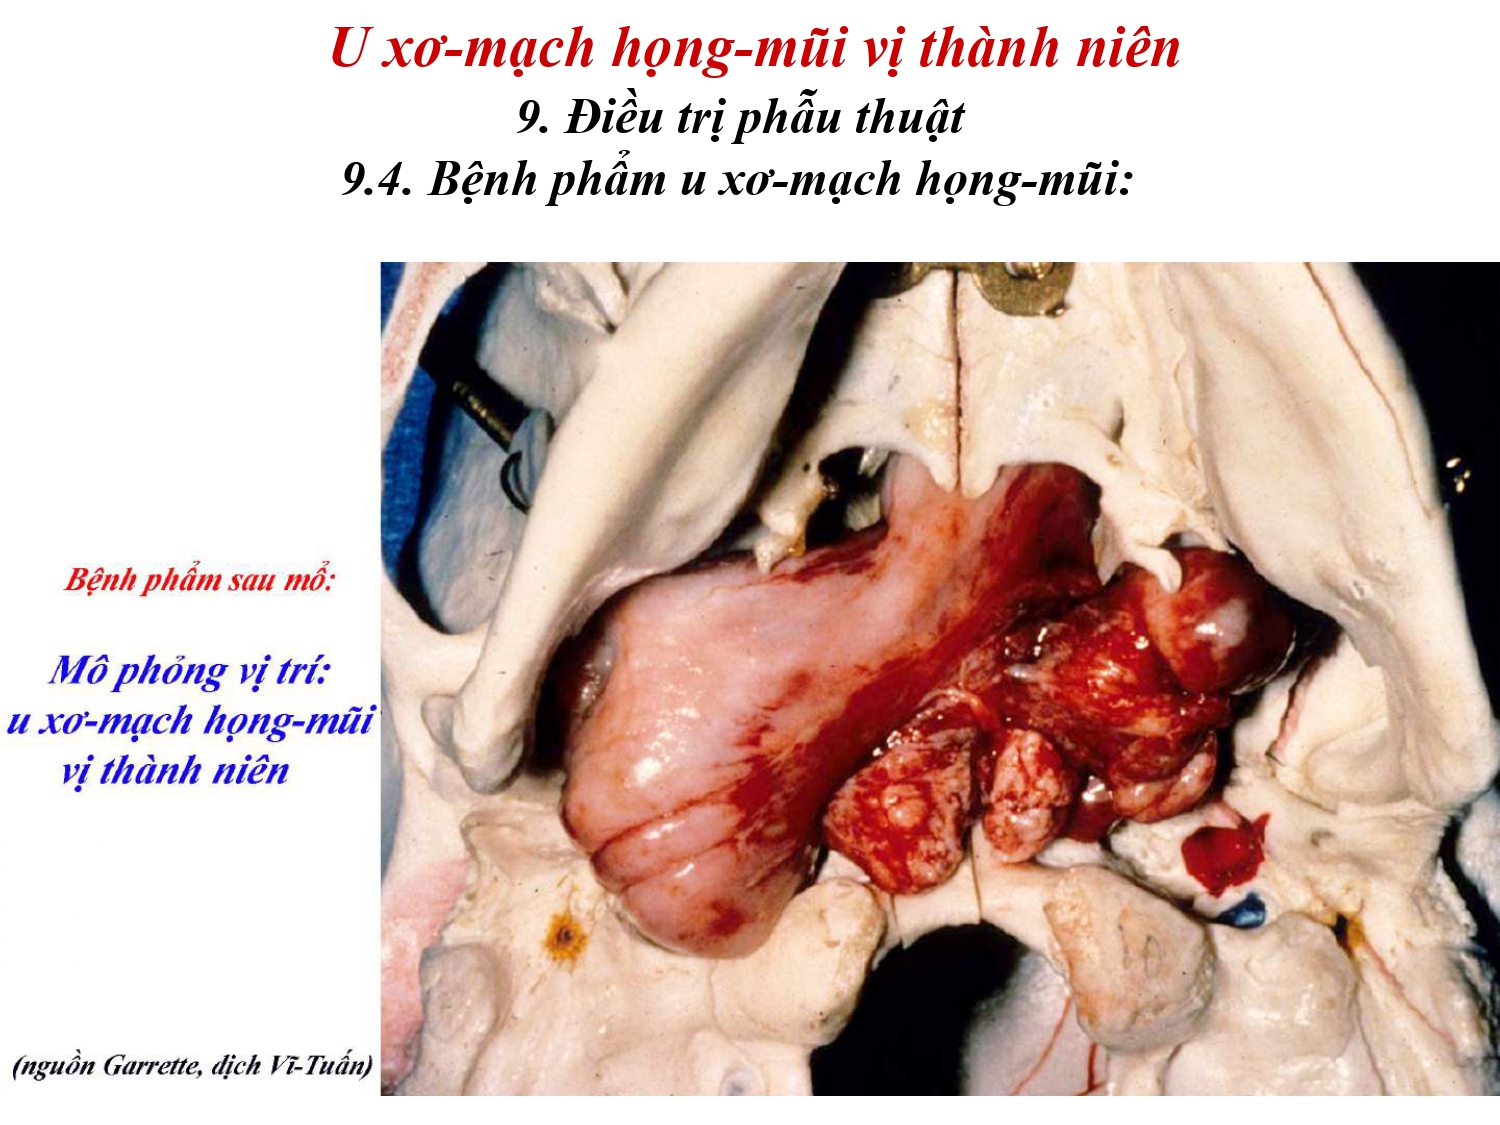 U xơ-mạch họng-mũi vị thành niên
9. Điều trị phẫu thuật
9.4. Bệnh phẩm u xơ-mạch họng-mũi:
Bệnh phẩm sau mổ:
Mô phỏng vị trí:
u xơ-mạch họng-mũi
vị thành niên
(nguồn Garrette, dịch Vĩ-Tuấn)